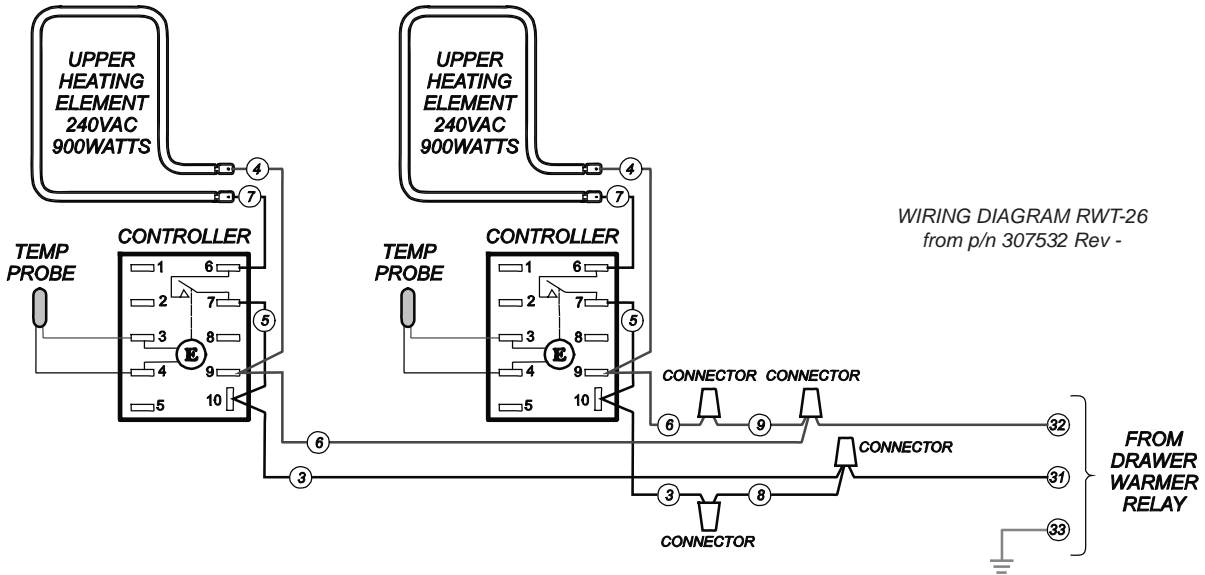 UPPER
HEATING
ELEMENT
240VAC
900WATTS
4
7
UPPER
HEATING
ELEMENT
240VAC
900WATTS
4
7
WIRING DIAGRAM RWT-26
from p/n 307532 Rev -
TEMP
PROBE
CONTROLLER
1
6
2
7
3
8
4
9
5
10
E
5
TEMP
PROBE
CONTROLLER
1
6
2
7
3
8
4
9
5
10
E
5
CONNECTOR
CONNECTOR
6
9
32
6
CONNECTOR
3
31
3
8
CONNECTOR
33
FROM
DRAWER
WARMER
RELAY